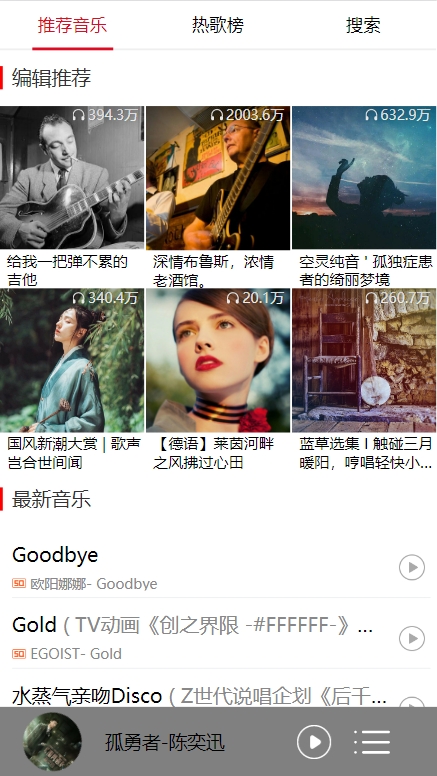 推荐音乐 热歌榜 搜索
编辑推荐
394.3万 2003.6万 632.9万
给我一把弹不累的
吉他
深情布鲁斯，浓情
老酒馆。
空灵纯音 ' 孤独症患
者的绮丽梦境
340.4万 20.1万 260.7万
国风新潮大赏 | 歌声
岂合世间闻
【德语】莱茵河畔
之风拂过心田
蓝草选集 I 触碰三月
暖阳，哼唱轻快小...
最新音乐
Goodbye
SQ 欧阳娜娜- Goodbye
Gold ( TV动画《创之界限 -#FFFFFF-》...
SQ EGOIST- Gold
水蒸气亲吻Disco ( Z世代说唱企划《后千...
孤勇者-陈奕迅